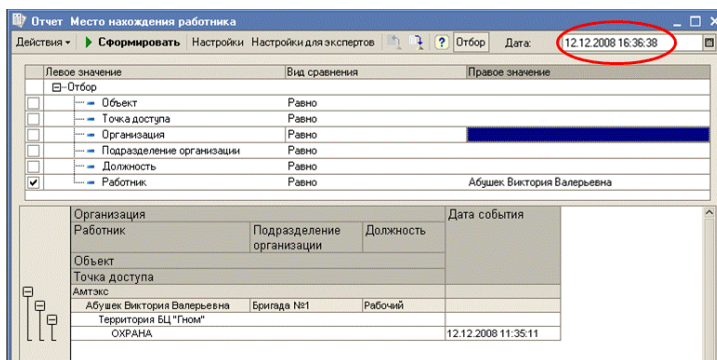 Отчет Место нахождения работника
Действия Сформировать Настройки Настройки для экспертов ? Отбор Дата: 12.12.2008 16:36:38
Левое значение Вид сравнения Правое значение
Отбор
Объект Равно
Точка доступа Равно
Организация Равно
Подразделение организации Равно
Должность Равно
Работник Равно Абушек Виктория Валерьевна
Организация Дата события
Работник Подразделение организации Должность
Объект
Точка доступа
Амтэкс
Абушек Виктория Валерьевна Бригада №1 Рабочий
Территория БЦ "Гном"
ОХРАНА 12.12.2008 11:35:11